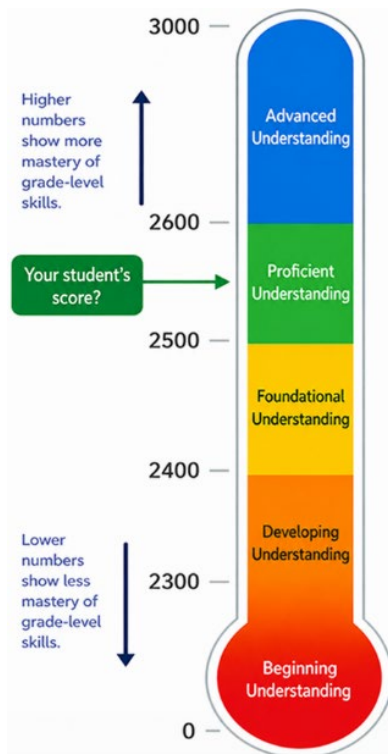 3000
Higher
numbers
show more
mastery of
grade-level
skills.
Advanced
Understanding
2600
Your student's
score?
Proficient
Understanding
2500
Foundational
Understanding
2400
Lower
numbers
show less
mastery of
grade-level
skills.
Developing
Understanding
2300
Beginning
Understanding
0